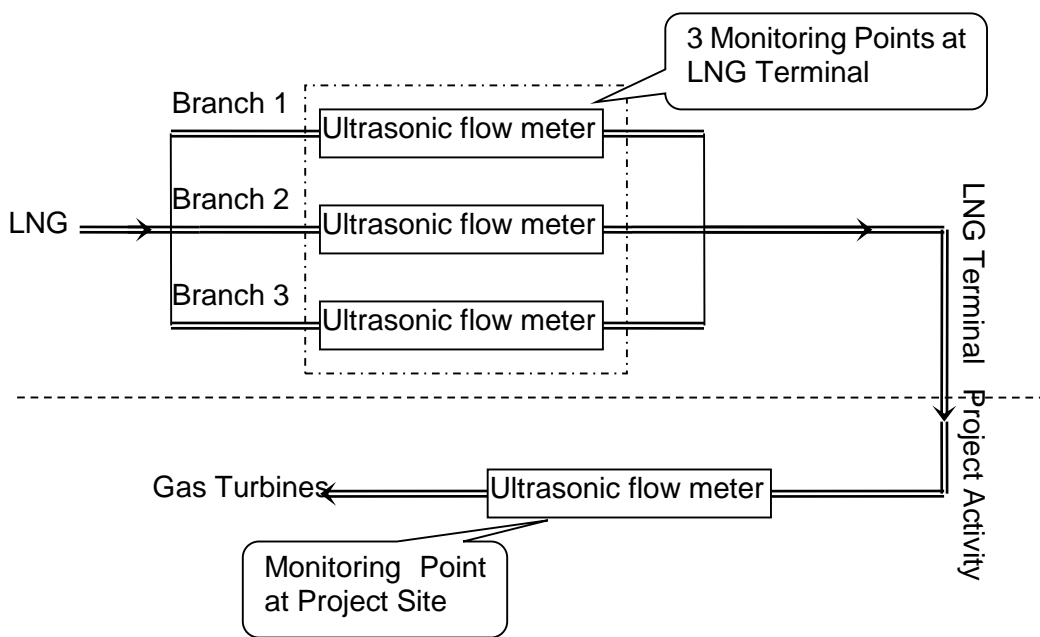 3 Monitoring Points at
LNG Terminal
Branch 1
Ultrasonic flow meter
Branch 2
LNG
Ultrasonic flow meter
Branch 3
Ultrasonic flow meter
LNG Terminal
Project Activity
Gas Turbines
Ultrasonic flow meter
Monitoring Point
at Project Site